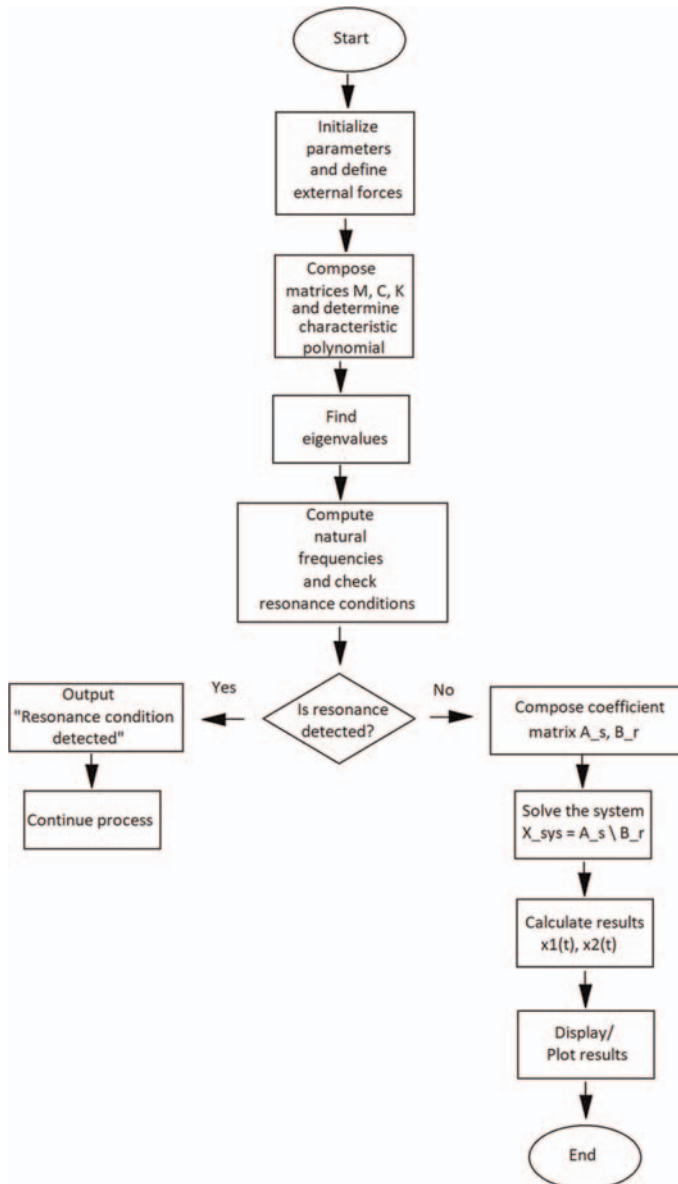 Start
Initialize
parameters
and define
external forces
Compose
matrices M, C, K
and determine
characteristic
polynomial
Find
eigenvalues
Compute
natural
frequencies
and check
resonance conditions
Is resonance
detected?
Yes
Output
"Resonance condition
detected"
Continue process
No
Compose coefficient
matrix A_s, B_r
Solve the system
X_sys = A_s \ B_r
Calculate results
x1(t), x2(t)
Display/
Plot results
End